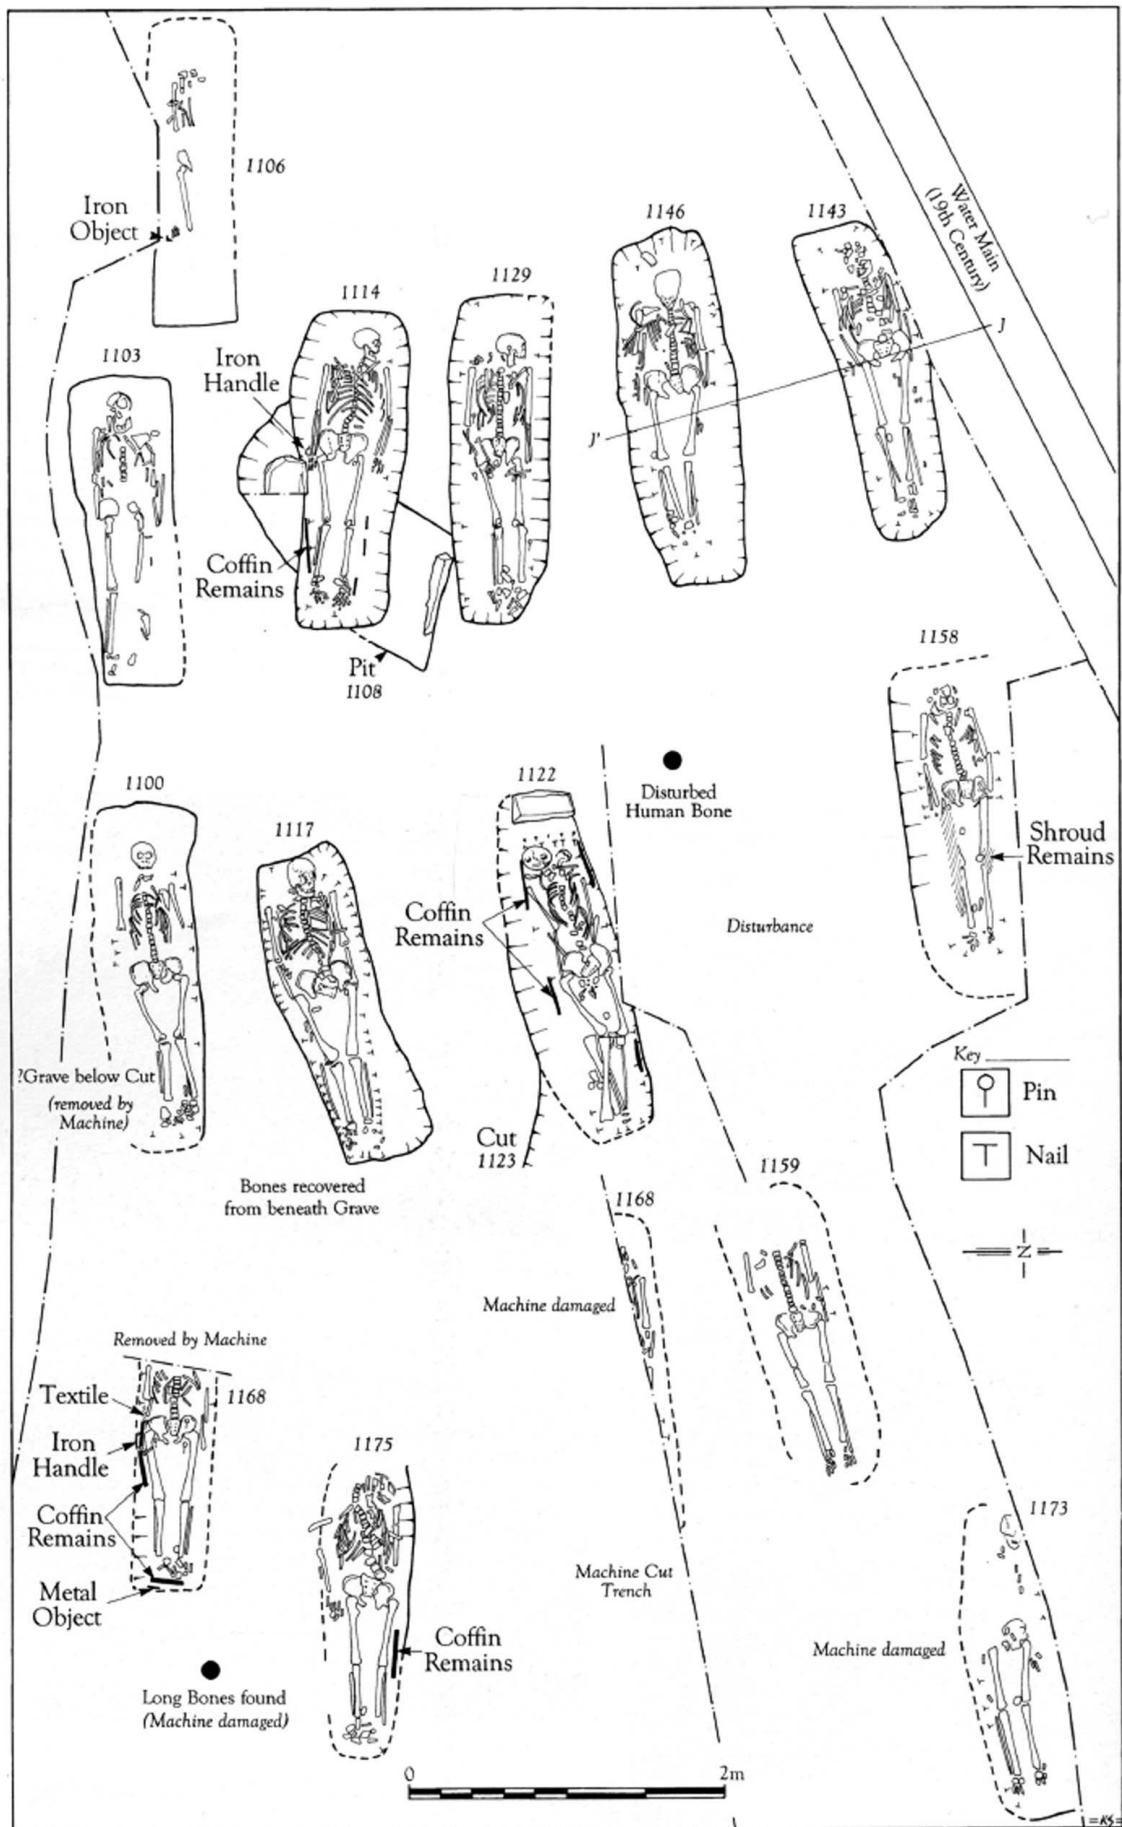 1106
Iron
Object
1146
1143
Water Main
(19th Century)
1114
1129
J
Iron
Handle
1103
J'
Coffin
Remains
Pit
1108
1158
Disturbed
Human Bone
1100
1122
1117
Shroud
Remains
Coffin
Remains
Disturbance
?Grave below Cut
(removed by
Machine)
Key
Pin
Nail
Cut
1123
1159
Bones recovered
from beneath Grave
1168
Z
Machine damaged
Removed by Machine
Textile
1168
Iron
Handle
1175
Coffin
Remains
Metal
Object
1173
Machine Cut
Trench
Coffin
Remains
Machine damaged
Long Bones found
(Machine damaged)
0
2m
=KS=